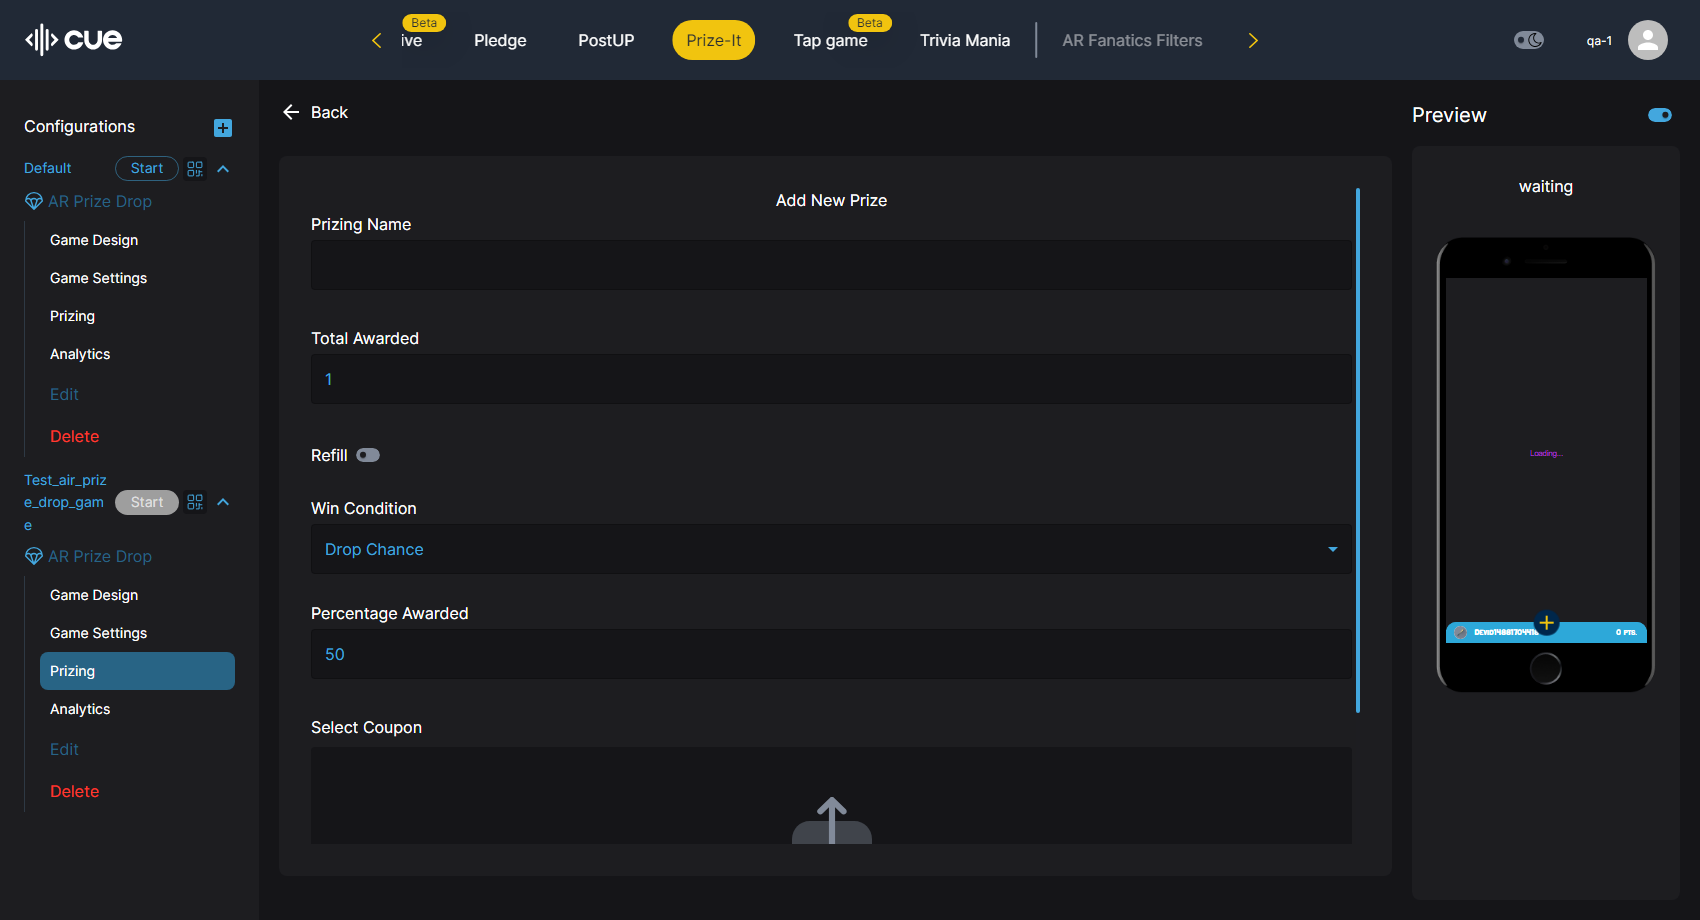 cue
ive
Beta
Pledge
PostUP
Prize-It
Tap game
Beta
Trivia Mania
AR Fanatics Filters
qa-1
Configurations
Default
Start
AR Prize Drop
Game Design
Game Settings
Prizing
Analytics
Edit
Delete
Test_air_priz
e_drop_gam
e
Start
AR Prize Drop
Game Design
Game Settings
Prizing
Analytics
Edit
Delete
Back
Add New Prize
Prizing Name
Total Awarded
1
Refill
Win Condition
Drop Chance
Percentage Awarded
50
Select Coupon
Preview
waiting
Loading...
0 PTS.